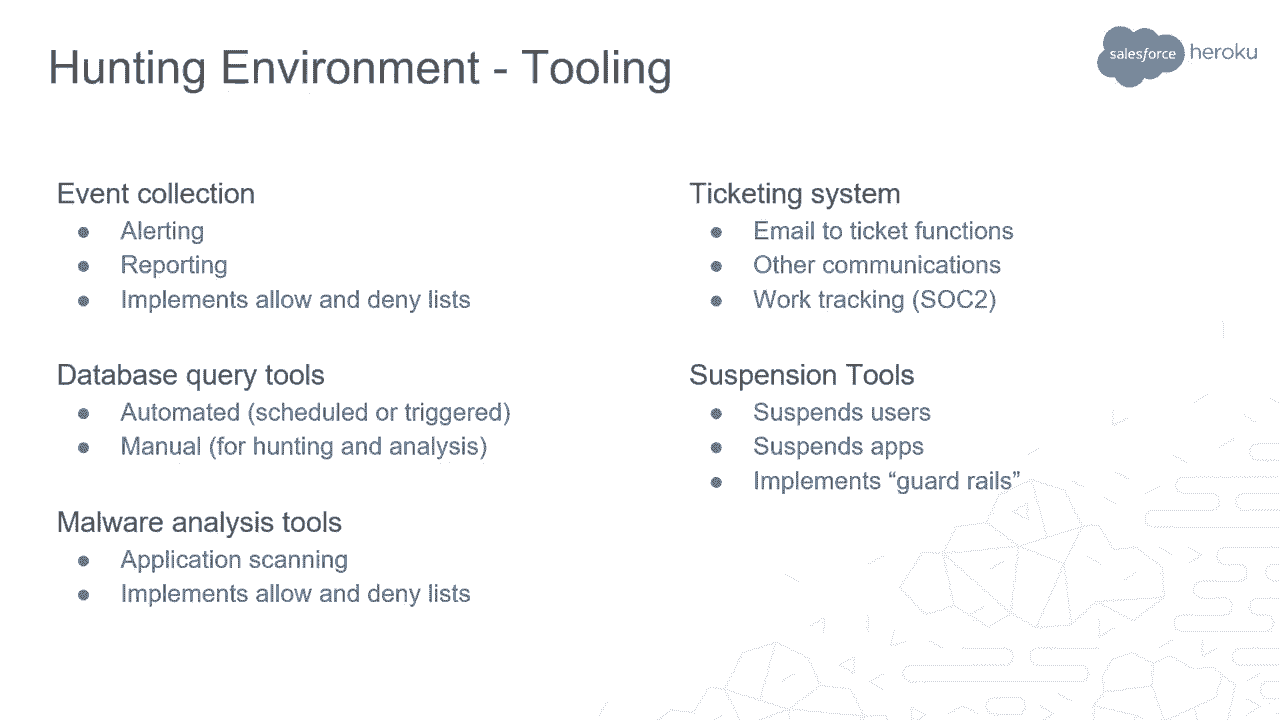 Hunting Environment - Tooling
salesforce heroku
Event collection
● Alerting
● Reporting
● Implements allow and deny lists
Database query tools
● Automated (scheduled or triggered)
● Manual (for hunting and analysis)
Malware analysis tools
● Application scanning
● Implements allow and deny lists
Ticketing system
● Email to ticket functions
● Other communications
● Work tracking (SOC2)
Suspension Tools
● Suspends users
● Suspends apps
● Implements “guard rails”